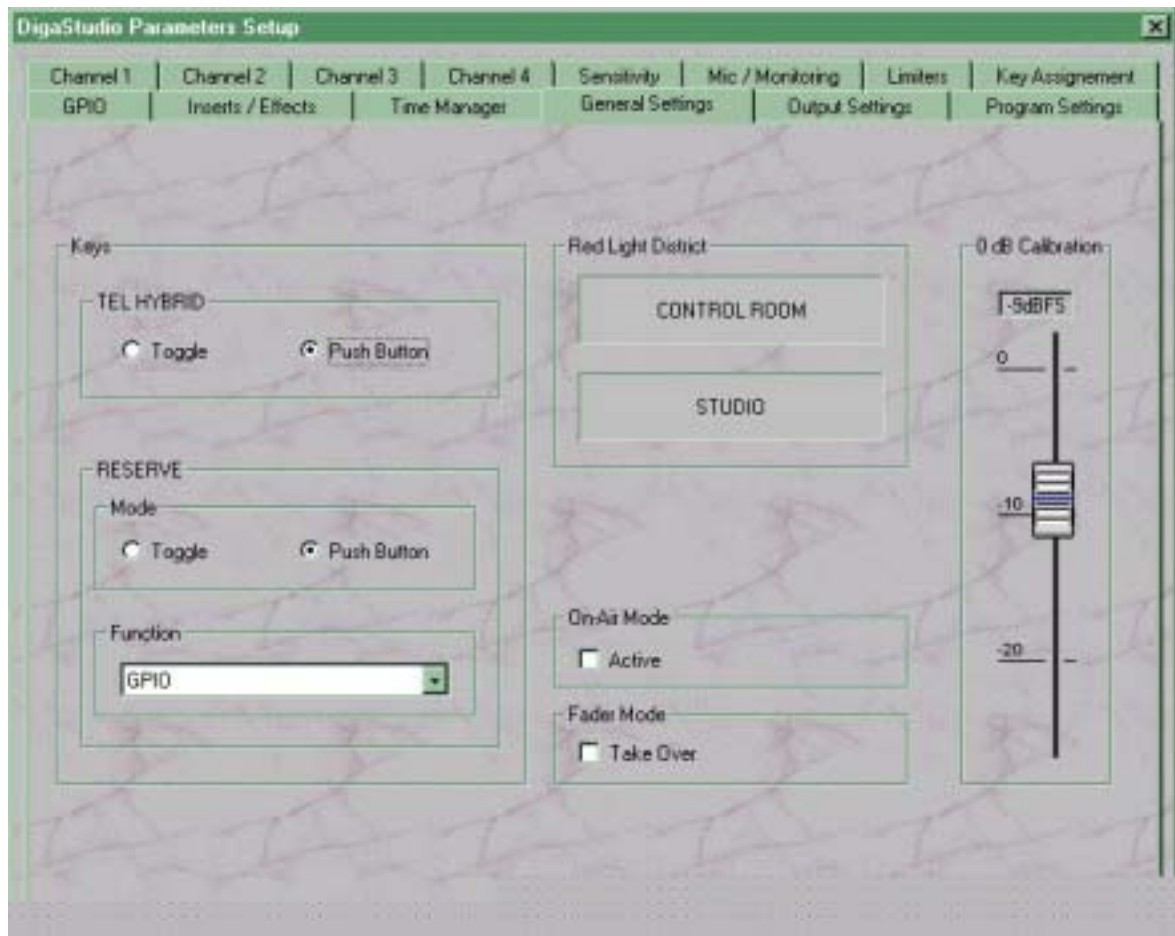 DigaStudio Parameters Setup
Channel 1 Channel 2 Channel 3 Channel 4 Sensitivity Mic / Monitoring Limiters Key Assignement
GPIO Inserts / Effects Time Manager General Settings Output Settings Program Settings
Keys
TEL HYBRID
Toggle Push Button
RESERVE
Mode
Toggle Push Button
Function
GPIO
Red Light District
CONTROL ROOM
STUDIO
On-Air Mode
Active
Fader Mode
Take Over
0 dB Calibration
-9dBFS
0
-10
-20